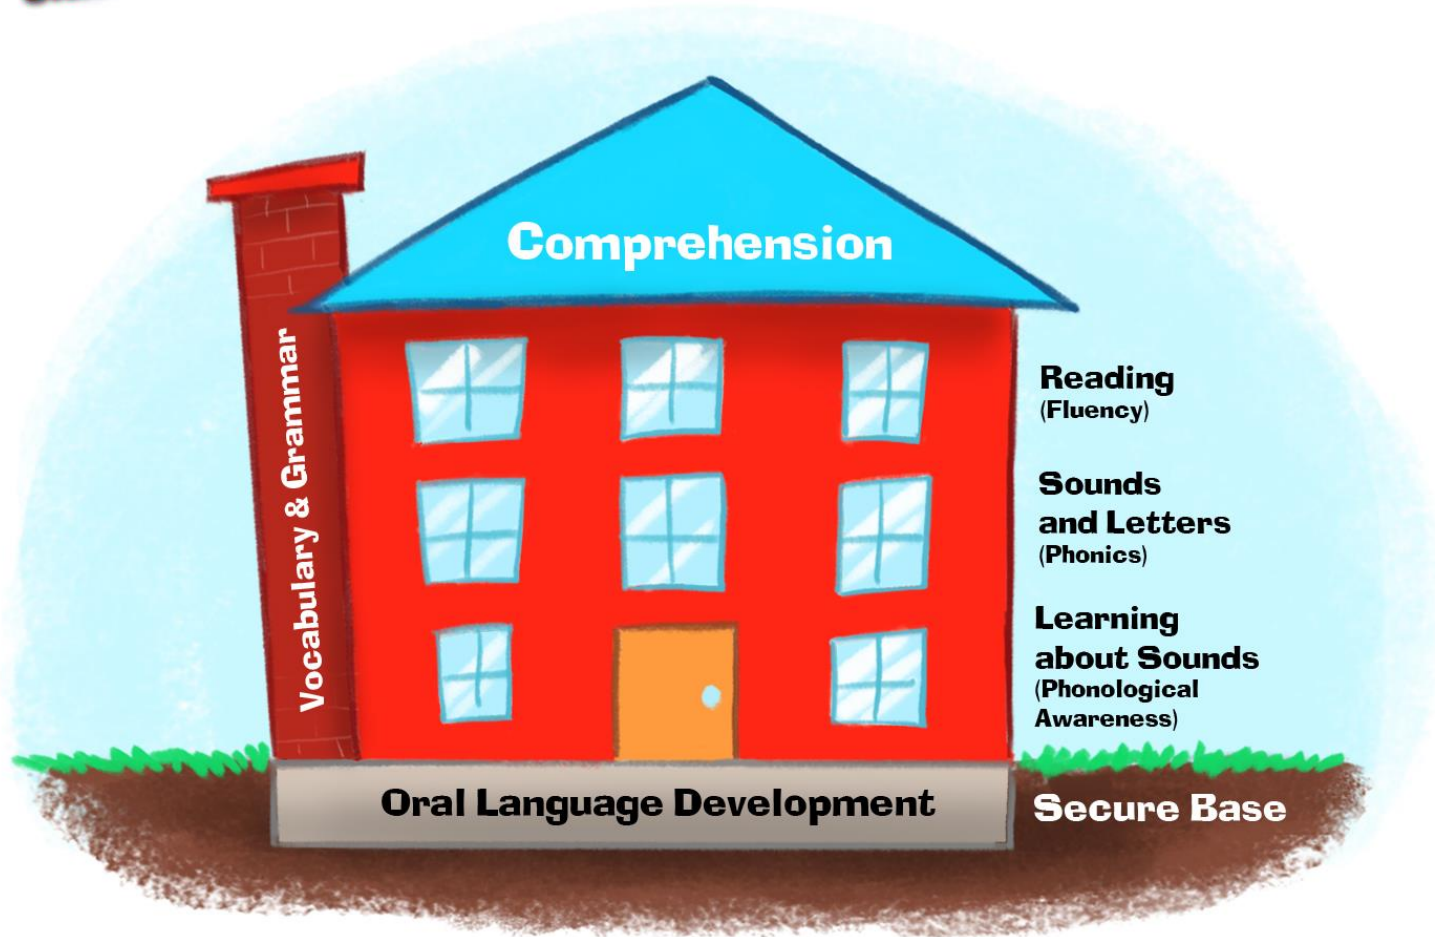 Comprehension
Vocabulary & Grammar
Reading
(Fluency)
Sounds
and Letters
(Phonics)
Learning
about Sounds
(Phonological
Awareness)
Oral Language Development
Secure Base